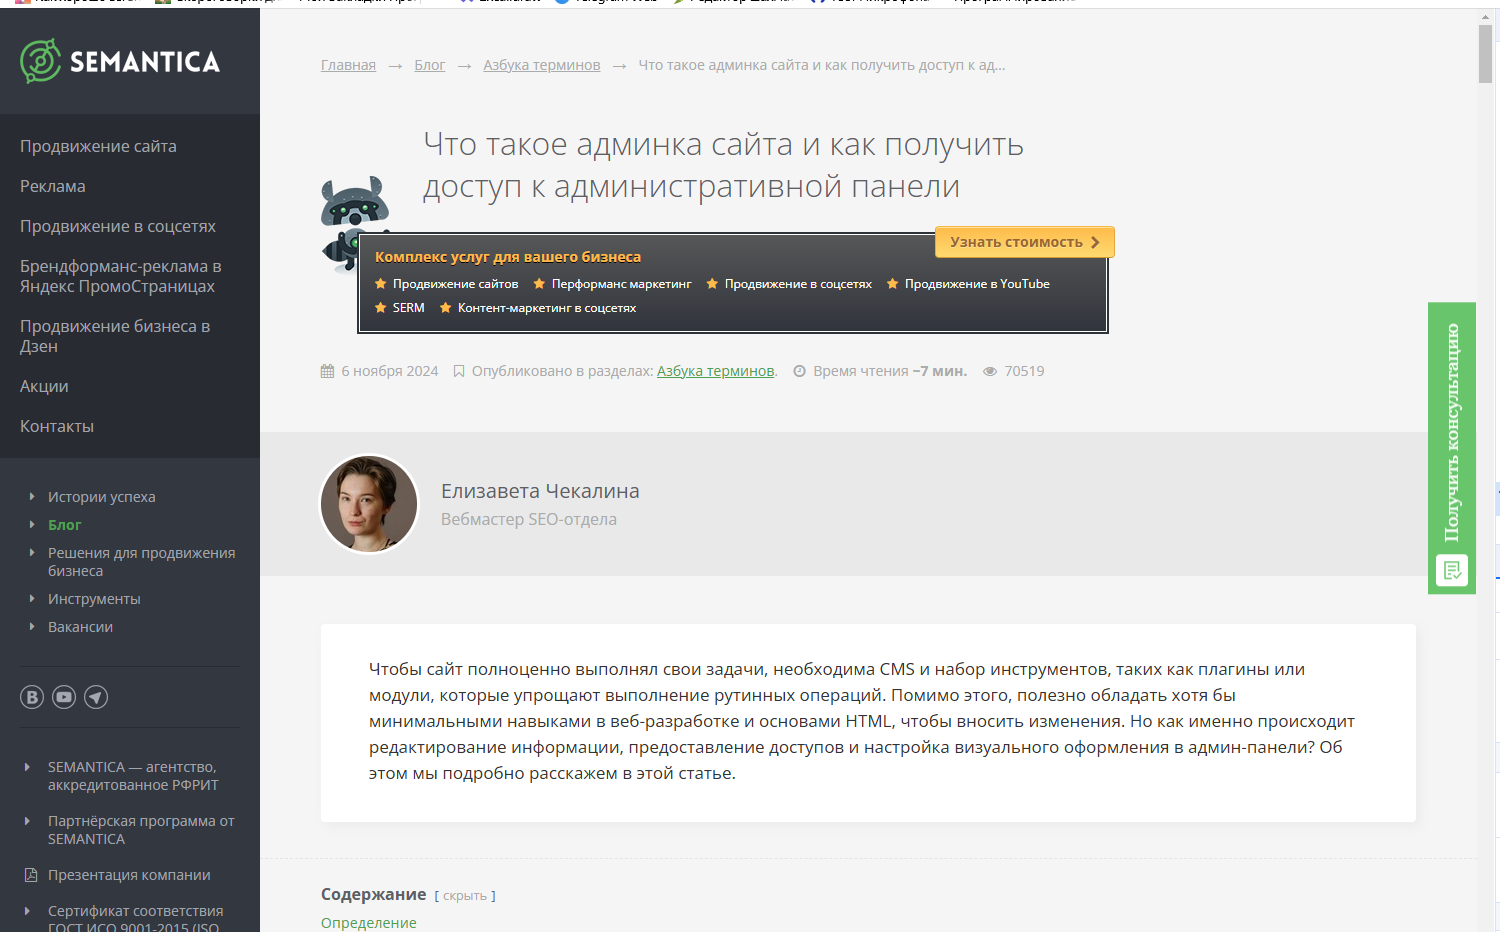 SEMANTICA
Продвижение сайта
Реклама
Продвижение в соцсетях
Брендформанс-реклама в
Яндекс ПромоСтраницах
Продвижение бизнеса в
Дзен
Акции
Контакты
Истории успеха
Блог
Решения для продвижения
бизнеса
Инструменты
Вакансии
SEMANTICA — агентство,
аккредитованное РФРИТ
Партнёрская программа от
SEMANTICA
Презентация компании
Сертификат соответствия
ГОСТ ИСО 9001-2015 (ISO
Главная → Блог → Азбука терминов → Что такое админка сайта и как получить доступ к ад...
Что такое админка сайта и как получить
доступ к административной панели
Узнать стоимость
Комплекс услуг для вашего бизнеса
Продвижение сайтов Перформанс маркетинг Продвижение в соцсетях Продвижение в YouTube
SERM Контент-маркетинг в соцсетях
6 ноября 2024 Опубликовано в разделах: Азбука терминов. Время чтения ~7 мин. 70519
Елизавета Чекалина
Вебмастер SEO-отдела
Получить консультацию
Чтобы сайт полноценно выполнял свои задачи, необходима CMS и набор инструментов, таких как плагины или
модули, которые упрощают выполнение рутинных операций. Помимо этого, полезно обладать хотя бы
минимальными навыками в веб-разработке и основами HTML, чтобы вносить изменения. Но как именно происходит
редактирование информации, предоставление доступов и настройка визуального оформления в админ-панели? Об
этом мы подробно расскажем в этой статье.
Содержание [ скрыть ]
Определение